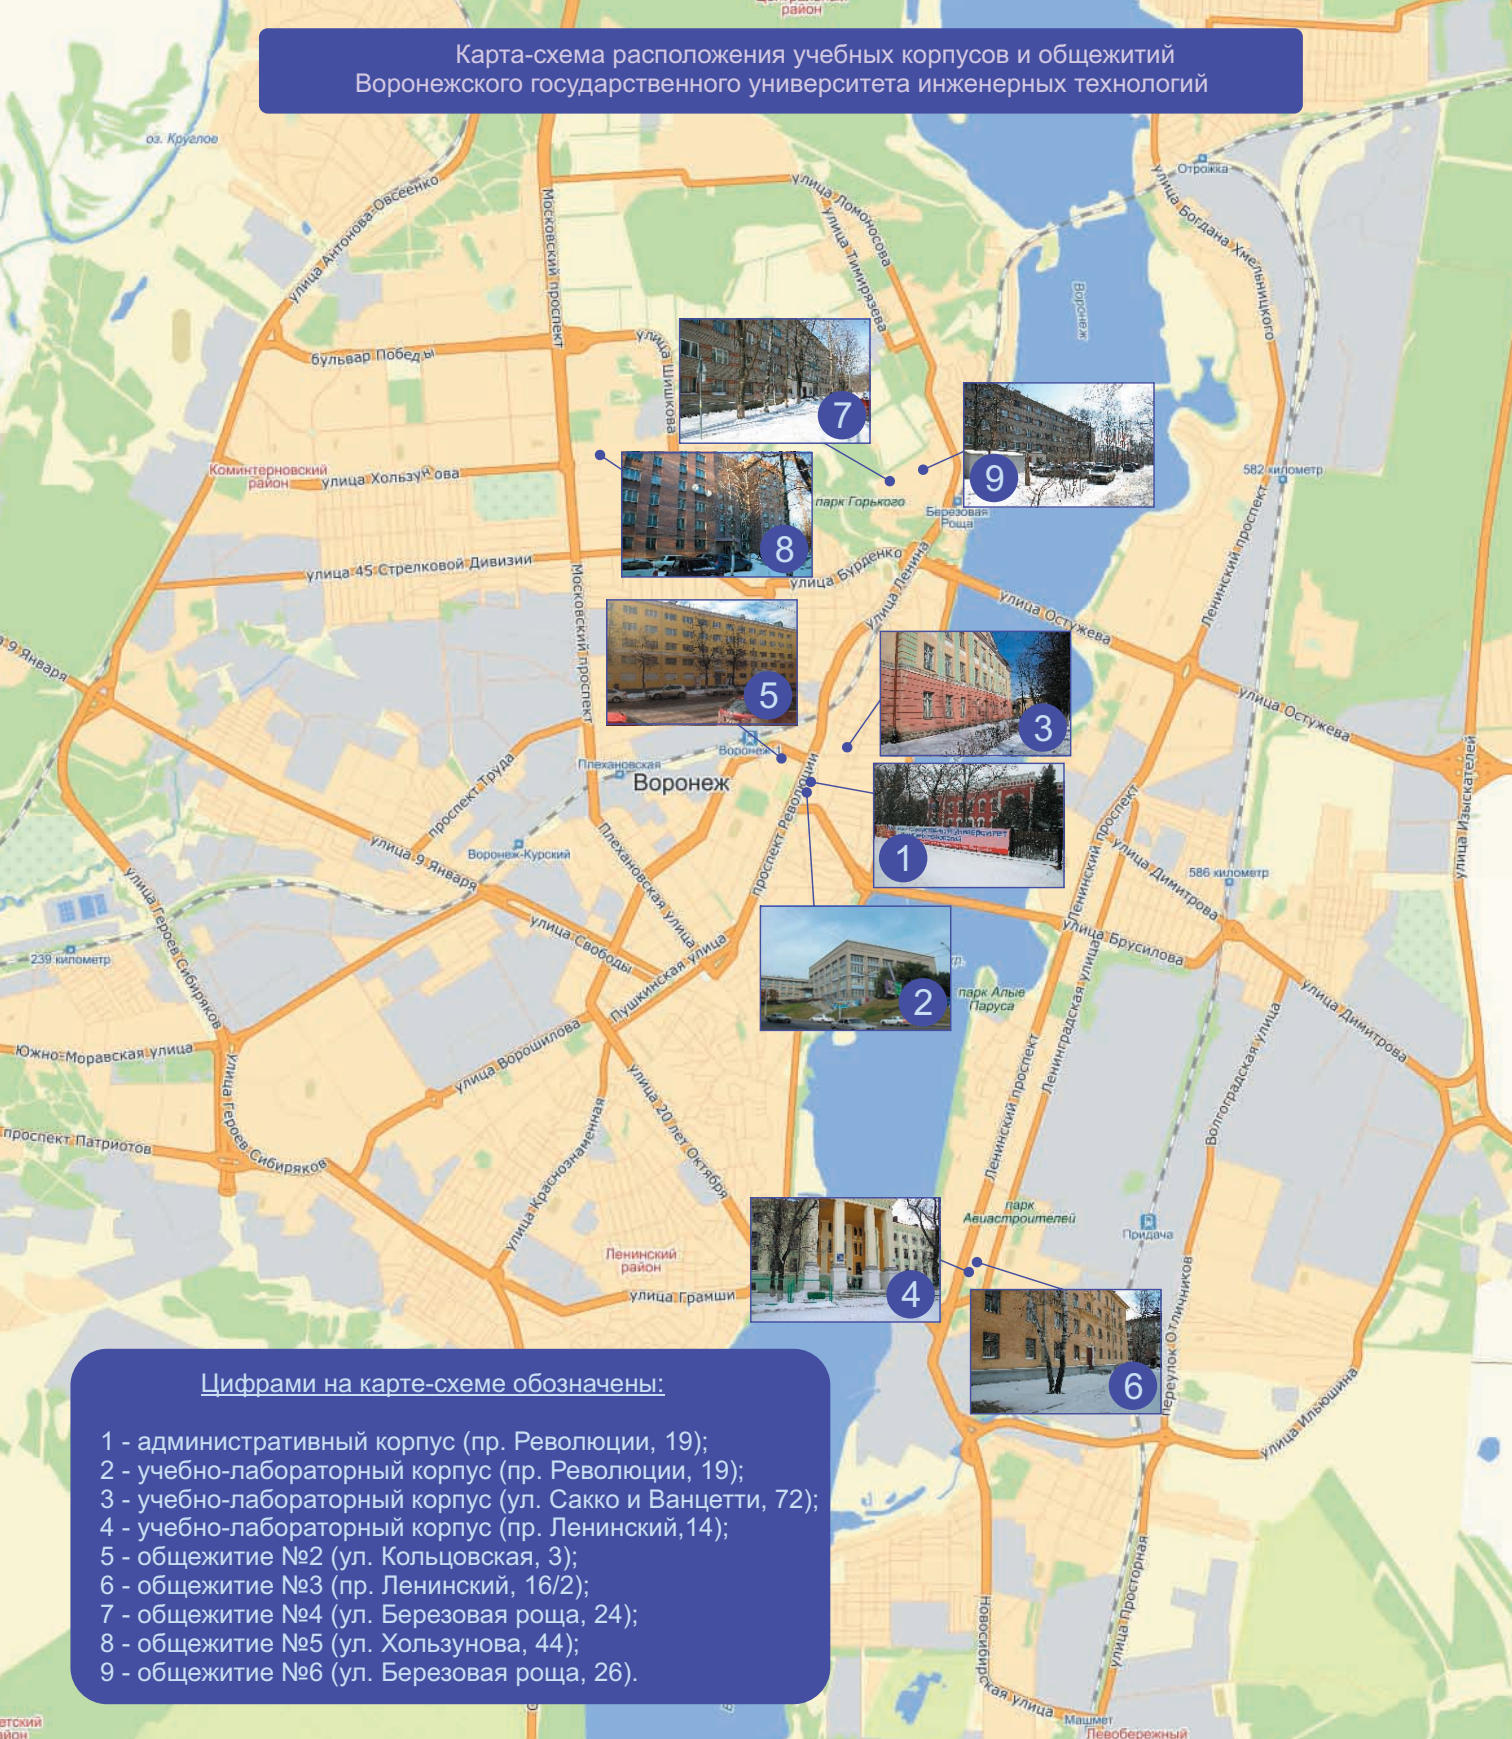 Центральный
район
Карта-схема расположения учебных корпусов и общежитий
Воронежского государственного университета инженерных технологий
оз. Круглое
Отрожка
улица Антонова-Овсеенко
Московский проспект
улица Ломоносова
улица Тимирязева
улица Богдана Хмельницкого
Воронеж
бульвар Победы
улица Шишкова
7
9
Коминтерновский
район
улица Хользунова
582 километр
парк Горького
Березовая
Роща
8
улица 45 Стрелковой Дивизии
улица Бурденко
улица Ленина
Московский проспект
улица Остужева
Ленинский проспект
5
3
улица Остужева
Воронеж-1
Плехановская
Воронеж
проспект Труда
проспект Революции
1
улица Изыскателей
Ленинский проспект
улица 9 Января
улица 9 Января
Воронеж-Курский
Плехановская улица
улица Димитрова
586 километр
улица Героев Сибиряков
улица Свободы
Пушкинская улица
Ленинский
улица Брусилова
239 километр
2
парк Алые
Паруса
Ленинградская улица
улица Димитрова
Волгоградская улица
Южно-Моравская улица
улица Героев Сибиряков
улица Ворошилова
улица 20 лет Октября
Ленинский проспект
Ленинградская улица
проспект Патриотов
улица Краснознаменная
парк
Авиастроителей
Придача
Ленинский
район
улица Грамши
4
6
переулок Отличников
улица Ильюшина
Цифрами на карте-схеме обозначены:
1 - административный корпус (пр. Революции, 19);
2 - учебно-лабораторный корпус (пр. Революции, 19);
3 - учебно-лабораторный корпус (ул. Сакко и Ванцетти, 72);
4 - учебно-лабораторный корпус (пр. Ленинский,14);
5 - общежитие №2 (ул. Кольцовская, 3);
6 - общежитие №3 (пр. Ленинский, 16/2);
7 - общежитие №4 (ул. Березовая роща, 24);
8 - общежитие №5 (ул. Хользунова, 44);
9 - общежитие №6 (ул. Березовая роща, 26).
улица Просторная
Новосибирская улица
Машмет
Левобережный